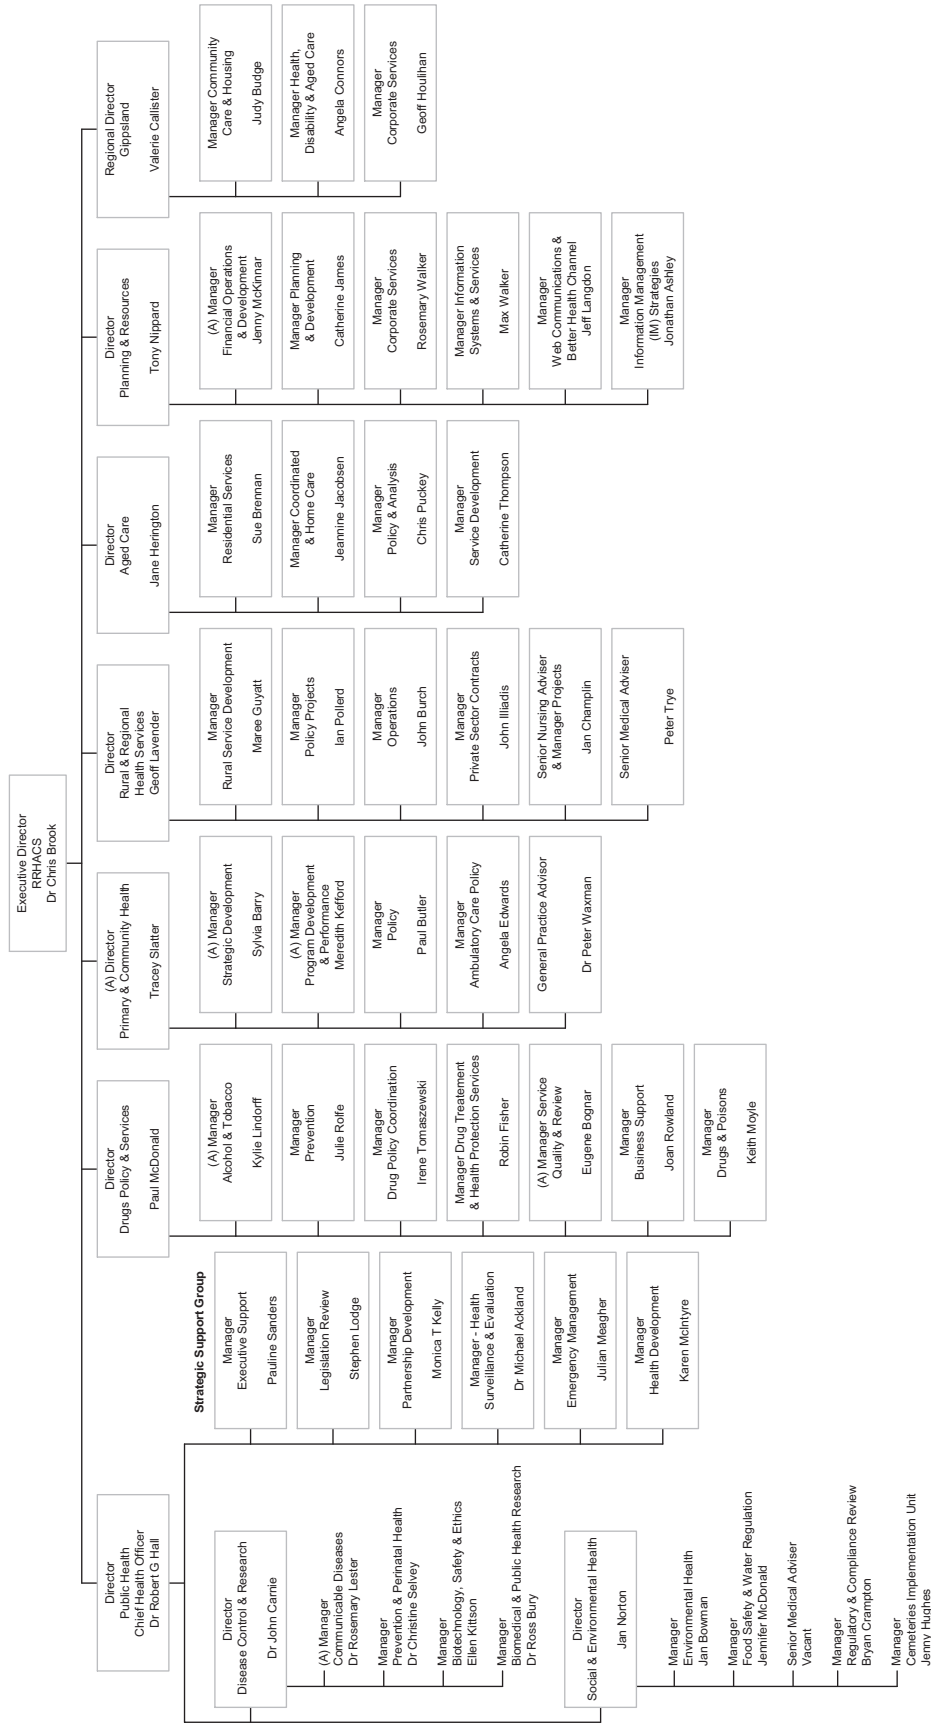 Executive Director
RRHACS
Dr Chris Brook
Director
Public Health
Chief Health Officer
Dr Robert G Hall
Director
Disease Control & Research
Dr John Carnie
(A) Manager
Communicable Diseases
Dr Rosemary Lester
Manager
Prevention & Perinatal Health
Dr Christine Selvey
Manager
Biotechnology, Safety & Ethics
Ellen Kittson
Manager
Biomedical & Public Health Research
Dr Ross Bury
Director
Social & Environmental Health
Jan Norton
Manager
Environmental Health
Jan Bowman
Manager
Food Safety & Water Regulation
Jennifer McDonald
Senior Medical Adviser
Vacant
Manager
Regulatory & Compliance Review
Bryan Crampton
Manager
Cemeteries Implementation Unit
Jenny Hughes
Strategic Support Group
Manager
Executive Support
Pauline Sanders
Manager
Legislation Review
Stephen Lodge
Manager
Partnership Development
Monica T Kelly
Manager - Health
Surveillance & Evaluation
Dr Michael Ackland
Manager
Emergency Management
Julian Meagher
Manager
Health Development
Karen McIntyre
Director
Drugs Policy & Services
Paul McDonald
(A) Manager
Alcohol & Tobacco
Kylie Lindorff
Manager
Prevention
Julie Rolfe
Manager
Drug Policy Coordination
Irene Tomaszewski
Manager Drug Treatement
& Health Protection Services
Robin Fisher
(A) Manager Service
Quality & Review
Eugene Bognar
Manager
Business Support
Joan Rowland
Manager
Drugs & Poisons
Keith Moyle
(A) Director
Primary & Community Health
Tracey Slatter
(A) Manager
Strategic Development
Sylvia Barry
(A) Manager
Program Development
& Performance
Meredith Kefford
Manager
Policy
Paul Butler
Manager
Ambulatory Care Policy
Angela Edwards
General Practice Advisor
Dr Peter Waxman
Director
Rural & Regional
Health Services
Geoff Lavender
Manager
Rural Service Development
Maree Guyatt
Manager
Policy Projects
Ian Pollerd
Manager
Operations
John Burch
Manager
Private Sector Contracts
John Illiadis
Senior Nursing Adviser
& Manager Projects
Jan Champlin
Senior Medical Adviser
Peter Trye
Director
Aged Care
Jane Herington
Manager
Residential Services
Sue Brennan
Manager Coordinated
& Home Care
Jeannine Jacobsen
Manager
Policy & Analysis
Chris Puckey
Manager
Service Development
Catherine Thompson
Director
Planning & Resources
Tony Nippard
(A) Manager
Financial Operations
& Development
Jenny McKinnar
Manager Planning
& Development
Catherine James
Manager
Corporate Services
Rosemary Walker
Manager Information
Systems & Services
Max Walker
Manager
Web Communications &
Better Health Channel
Jeff Langdon
Manager
Information Management
(IM) Strategies
Jonathan Ashley
Regional Director
Gippsland
Valerie Callister
Manager Community
Care & Housing
Judy Budge
Manager Health,
Disability & Aged Care
Angela Connors
Manager
Corporate Services
Geoff Houlihan